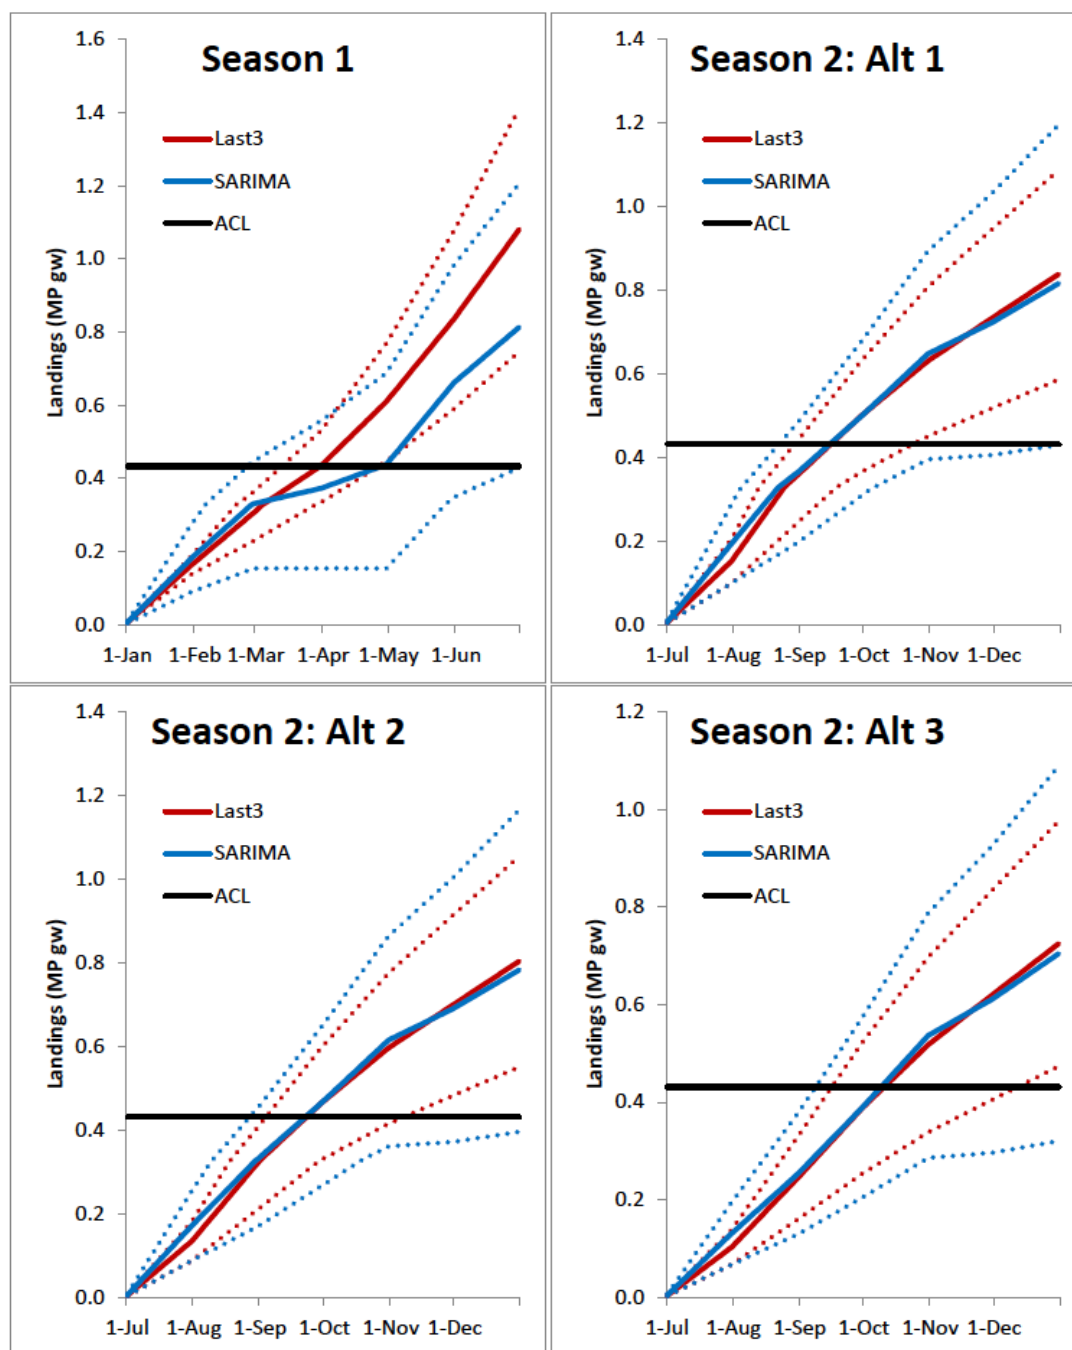 Season 1
Landings (MP gw)
1.6
1.4
1.2
1.0
0.8
0.6
0.4
0.2
0.0
Last3
SARIMA
ACL
1-Jan 1-Feb 1-Mar 1-Apr 1-May 1-Jun
Season 2: Alt 1
Landings (MP gw)
1.4
1.2
1.0
0.8
0.6
0.4
0.2
0.0
Last3
SARIMA
ACL
1-Jul 1-Aug 1-Sep 1-Oct 1-Nov 1-Dec
Season 2: Alt 2
Landings (MP gw)
1.4
1.2
1.0
0.8
0.6
0.4
0.2
0.0
Last3
SARIMA
ACL
1-Jul 1-Aug 1-Sep 1-Oct 1-Nov 1-Dec
Season 2: Alt 3
Landings (MP gw)
1.2
1.0
0.8
0.6
0.4
0.2
0.0
Last3
SARIMA
ACL
1-Jul 1-Aug 1-Sep 1-Oct 1-Nov 1-Dec